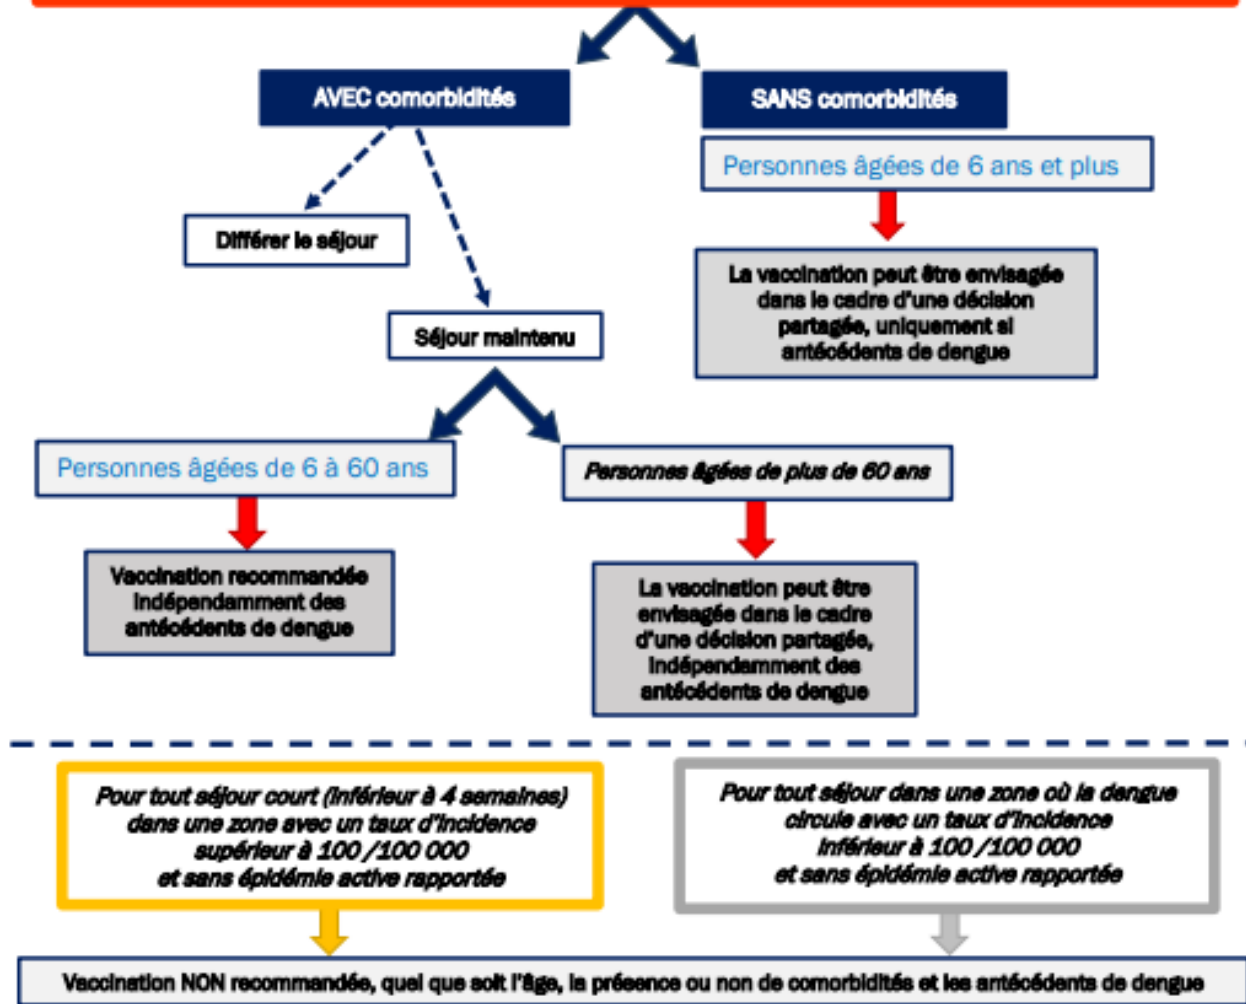 AVEC comorbidités
SANS comorbidités
Personnes âgées de 6 ans et plus
Différer le séjour
La vaccination peut être envisagée
dans le cadre d'une décision
partagée, uniquement si
antécédents de dengue
Séjour maintenu
Personnes âgées de 6 à 60 ans
Personnes âgées de plus de 60 ans
Vaccination recommandée
indépendamment des
antécédents de dengue
La vaccination peut être
envisagée dans le cadre
d'une décision partagée,
indépendamment des
antécédents de dengue
Pour tout séjour court (inférieur à 4 semaines)
dans une zone avec un taux d'incidence
supérieur à 100 /100 000
et sans épidémie active rapportée
Pour tout séjour dans une zone où la dengue
circule avec un taux d'incidence
inférieur à 100 /100 000
et sans épidémie active rapportée
Vaccination NON recommandée, quel que soit l'âge, la présence ou non de comorbidités et les antécédents de dengue